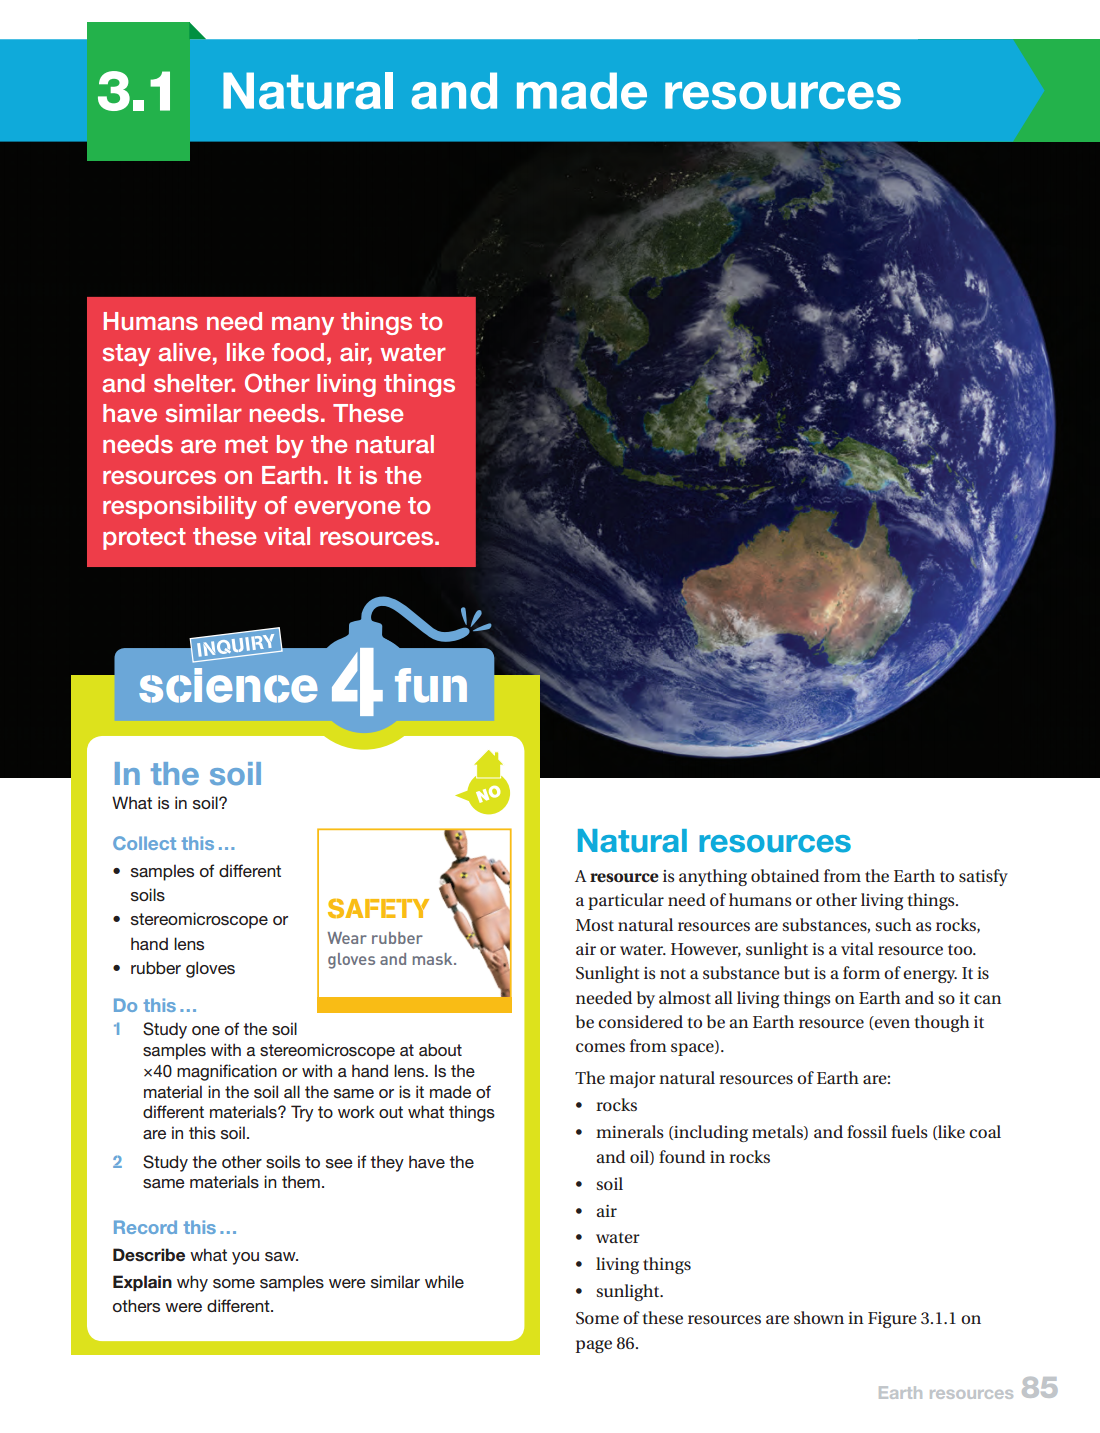 3.1
Natural and made resources
Humans need many things to
stay alive, like food, air, water
and shelter. Other living things
have similar needs. These
needs are met by the natural
resources on Earth. It is the
responsibility of everyone to
protect these vital resources.
INQUIRY
science 4 fun
In the soil
What is in soil?
NO
Collect this…
• samples of different
soils
• stereomicroscope or
hand lens
• rubber gloves
SAFETY
Wear rubber
gloves and mask.
Do this…
1 Study one of the soil
samples with a stereomicroscope at about
×40 magnification or with a hand lens. Is the
material in the soil all the same or is it made of
different materials? Try to work out what things
are in this soil.
2 Study the other soils to see if they have the
same materials in them.
Record this…
Describe what you saw.
Explain why some samples were similar while
others were different.
Natural resources
A resource is anything obtained from the Earth to satisfy
a particular need of humans or other living things.
Most natural resources are substances, such as rocks,
air or water. However, sunlight is a vital resource too.
Sunlight is not a substance but is a form of energy. It is
needed by almost all living things on Earth and so it can
be considered to be an Earth resource (even though it
comes from space).
The major natural resources of Earth are:
• rocks
• minerals (including metals) and fossil fuels (like coal
and oil) found in rocks
• soil
• air
• water
• living things
• sunlight.
Some of these resources are shown in Figure 3.1.1 on
page 86.
Earth resources 85